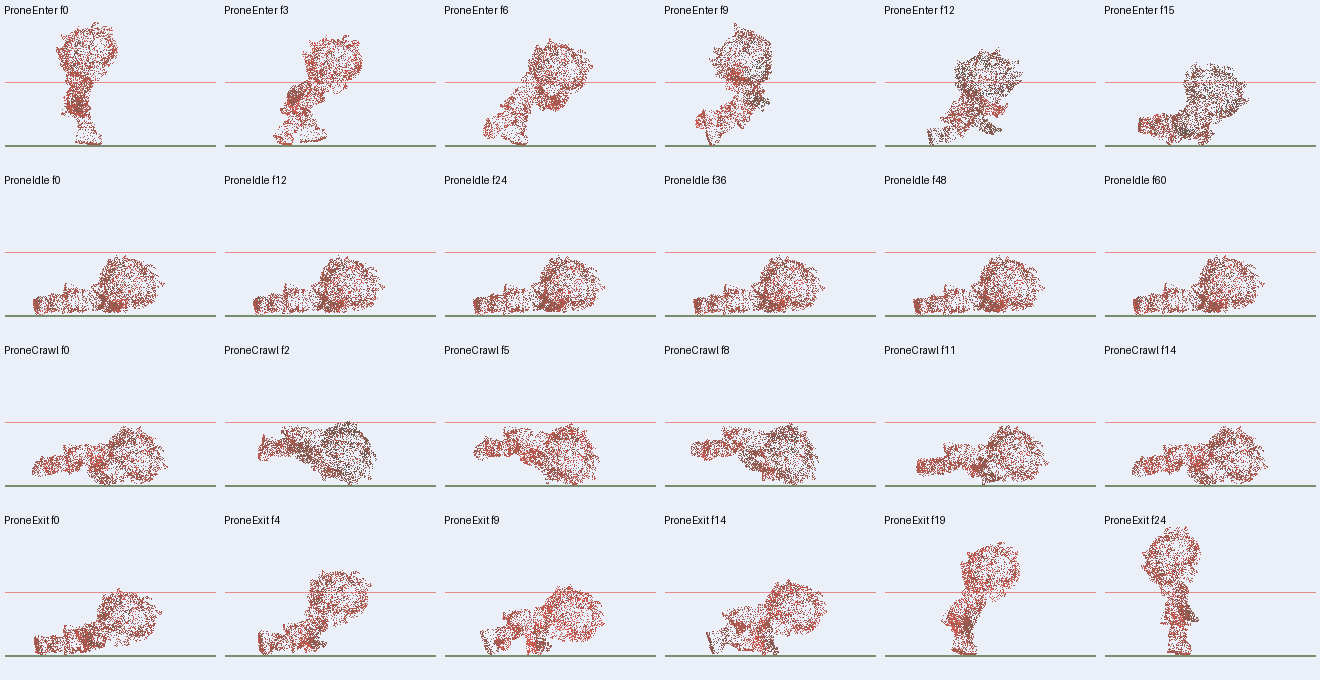 ProneEnter f0 ProneEnter f3 ProneEnter f6 ProneEnter f9 ProneEnter f12 ProneEnter f15
ProneIdle f0 ProneIdle f12 ProneIdle f24 ProneIdle f36 ProneIdle f48 ProneIdle f60
ProneCrawl f0 ProneCrawl f2 ProneCrawl f5 ProneCrawl f8 ProneCrawl f11 ProneCrawl f14
ProneExit f0 ProneExit f4 ProneExit f9 ProneExit f14 ProneExit f19 ProneExit f24